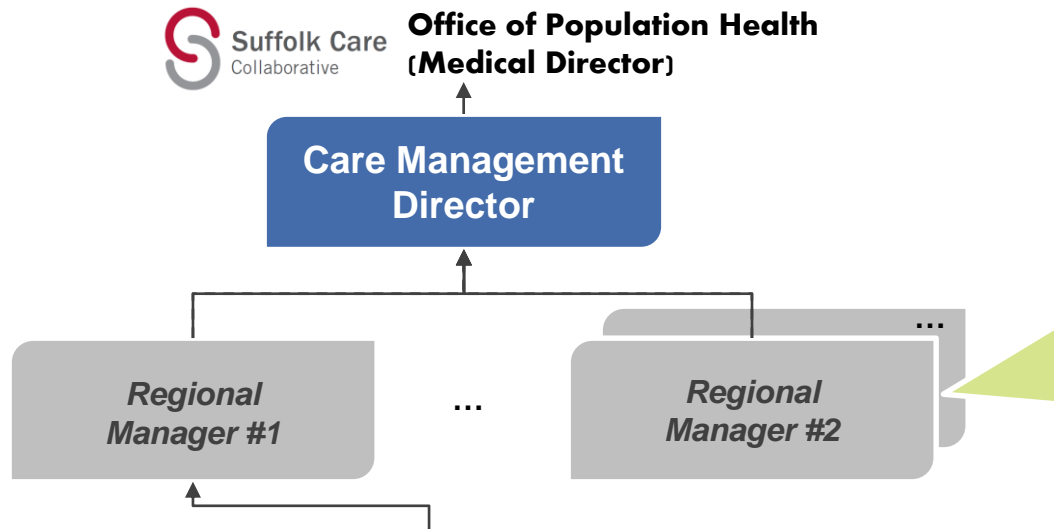 Suffolk Care
Collaborative
Office of Population Health
(Medical Director)
Care Management
Director
...
Regional
Manager #1
...
Regional
Manager #2